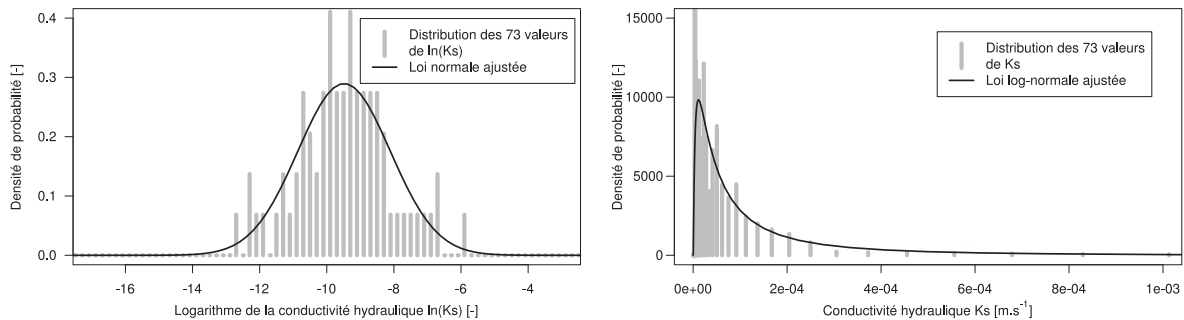 Densité de probabilité [-]
0.4
0.3
0.2
0.1
0.0
Distribution des 73 valeurs
de ln(Ks)
Loi normale ajustée
-16
-14
-12
-10
-8
-6
-4
Logarithme de la conductivité hydraulique ln(Ks) [-]
Densité de probabilité [-]
15000
10000
5000
0
Distribution des 73 valeurs
de Ks
Loi log-normale ajustée
0e+00
2e-04
4e-04
6e-04
8e-04
1e-03
Conductivité hydraulique Ks [m.s⁻¹]